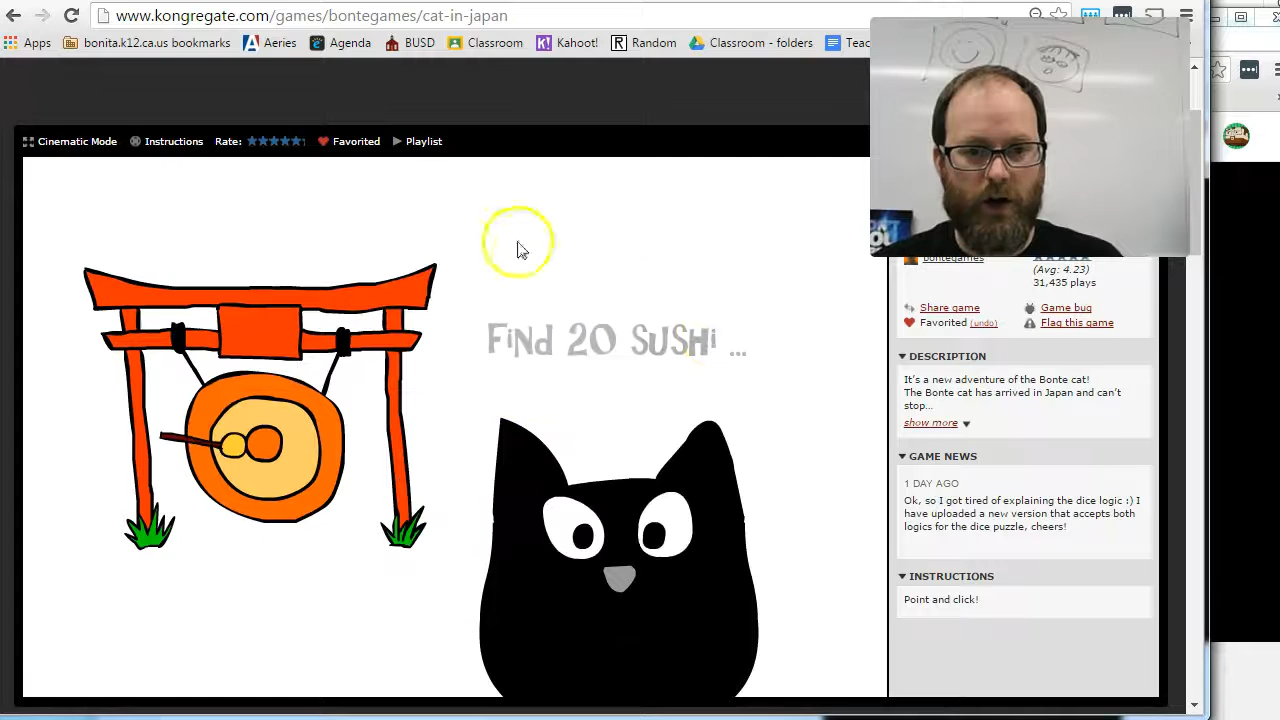 www.kongregate.com/games/bontegames/cat-in-japan
Apps bonita.k12.ca.us bookmarks Aeries Agenda BUSD Classroom Kahoot! Random Classroom - folders
Cinematic Mode Instructions Rate: Favorited Playlist
Find 20 SUSHi ...
bontegames
(Avg: 4.23)
31,435 plays
Share game Game bug
Favorited (undo) Flag this game
DESCRIPTION
It's a new adventure of the Bonte cat!
The Bonte cat has arrived in Japan and can't
stop...
show more
GAME NEWS
1 DAY AGO
Ok, so I got tired of explaining the dice logic :) I
have uploaded a new version that accepts both
logics for the dice puzzle, cheers!
INSTRUCTIONS
Point and click!